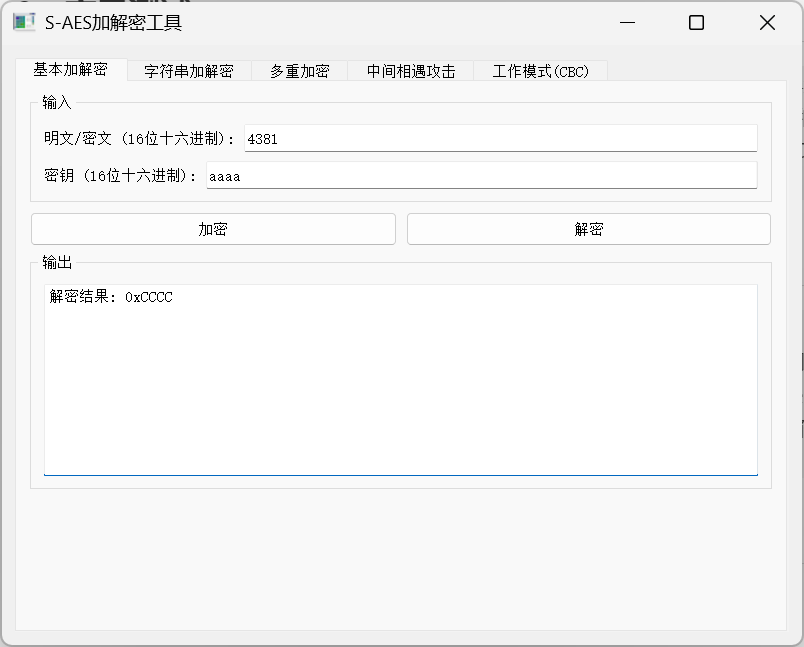 S-AES加解密工具
基本加解密 字符串加解密 多重加密 中间相遇攻击 工作模式(CBC)
输入
明文/密文 (16位十六进制): 4381
密钥 (16位十六进制): aaaa
加密 解密
输出
解密结果: 0xCCCC